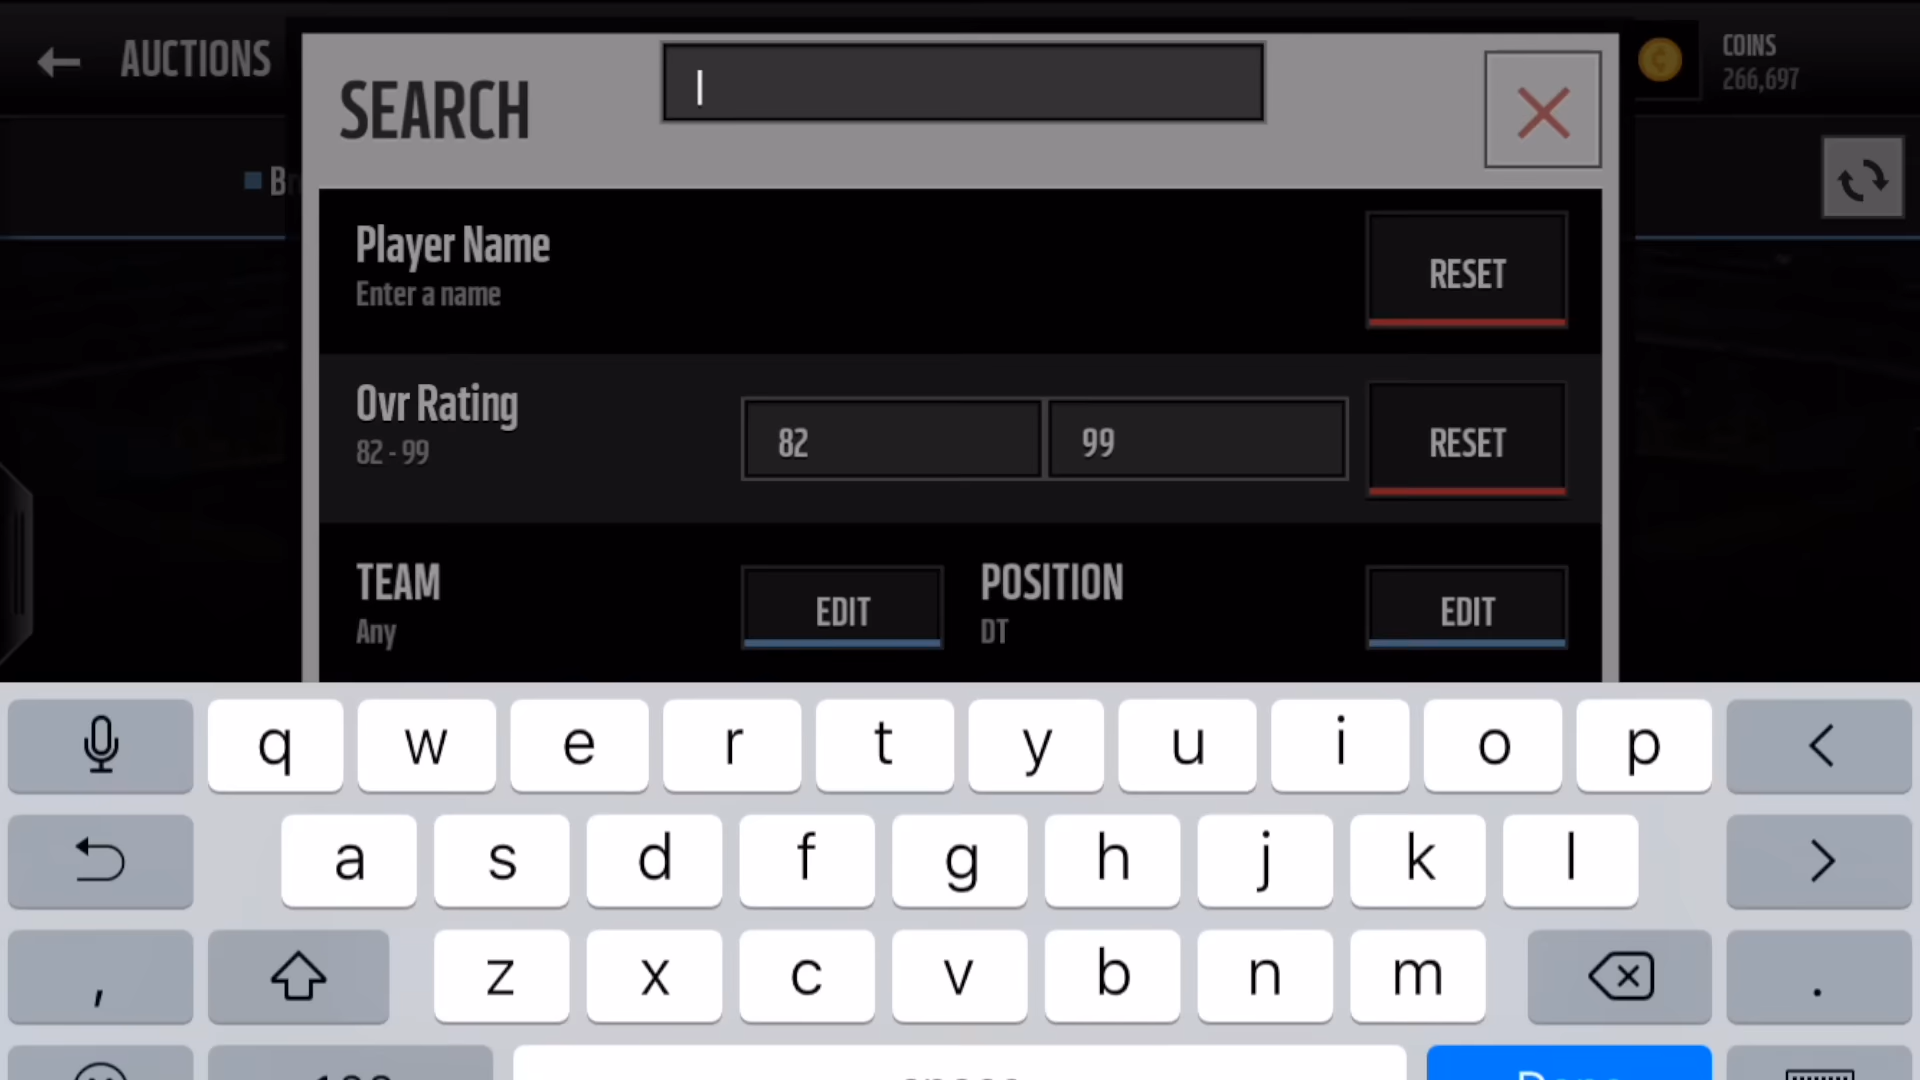 AUCTIONS
SEARCH
COINS
266,697
Player Name
Enter a name
RESET
Ovr Rating
82 - 99
82
99
RESET
TEAM
Any
EDIT
POSITION
DT
EDIT
q w e r t y u i o p
a s d f g h j k l
, z x c v b n m .